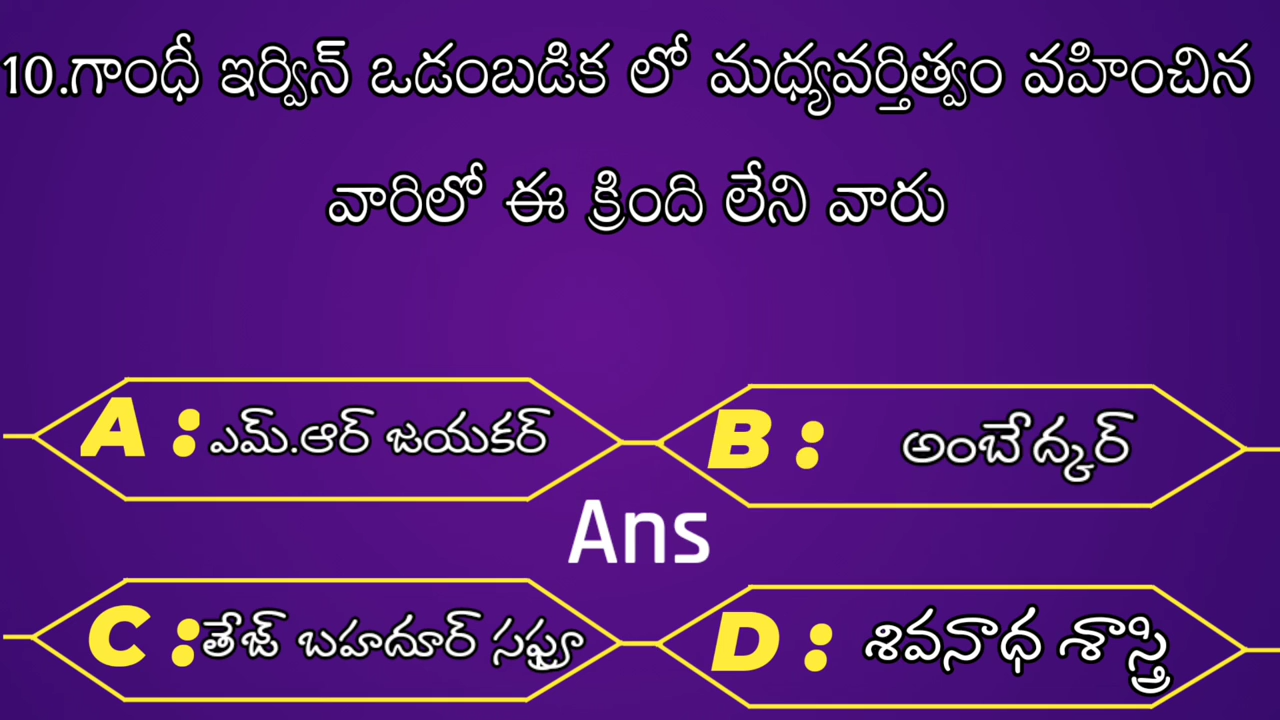 10.గాంధీ ఇర్విన్ ఒడంబడిక లో మధ్యవర్తిత్వం వహించిన
వారిలో ఈ క్రింది లేని వారు
A : ఎమ్.ఆర్ జయకర్
B : అంబేద్కర్
Ans
C : తేజ్ బహదూర్ సప్రూ
D : శివనాధ శాస్త్రి